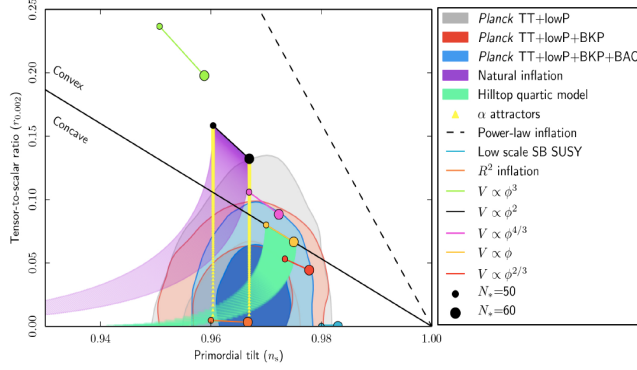 Tensor-to-scalar ratio (r0.002)
0.25
0.20
0.15
0.10
0.05
0.00
Convex
Concave
0.94
0.96
0.98
1.00
Primordial tilt (ns)
Planck TT+lowP
Planck TT+lowP+BKP
Planck TT+lowP+BKP+BAO
Natural inflation
Hilltop quartic model
α attractors
Power-law inflation
Low scale SB SUSY
R² inflation
V ∝ ϕ³
V ∝ ϕ²
V ∝ ϕ⁴/³
V ∝ ϕ
V ∝ ϕ²/³
N*=50
N*=60